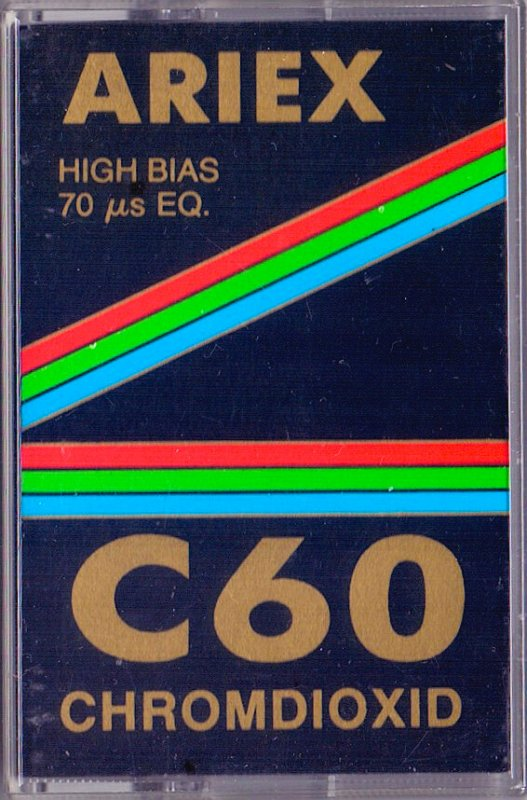 ARIEX
HIGH BIAS
70 µs EQ.
C60
CHROMDIOXID